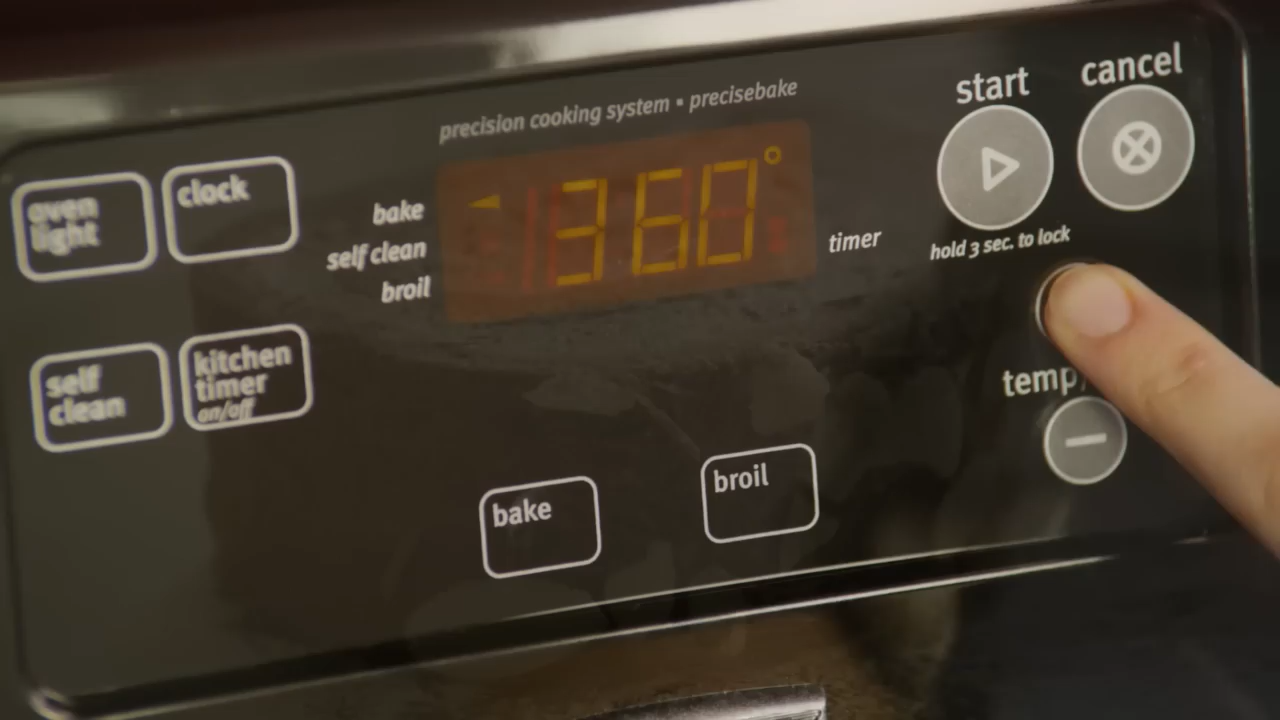 precision cooking system ▪ precisebake
start
cancel
oven
light
clock
bake
self clean
broil
360°
timer
hold 3 sec. to lock
self
clean
kitchen
timer
on/off
temp/
bake
broil